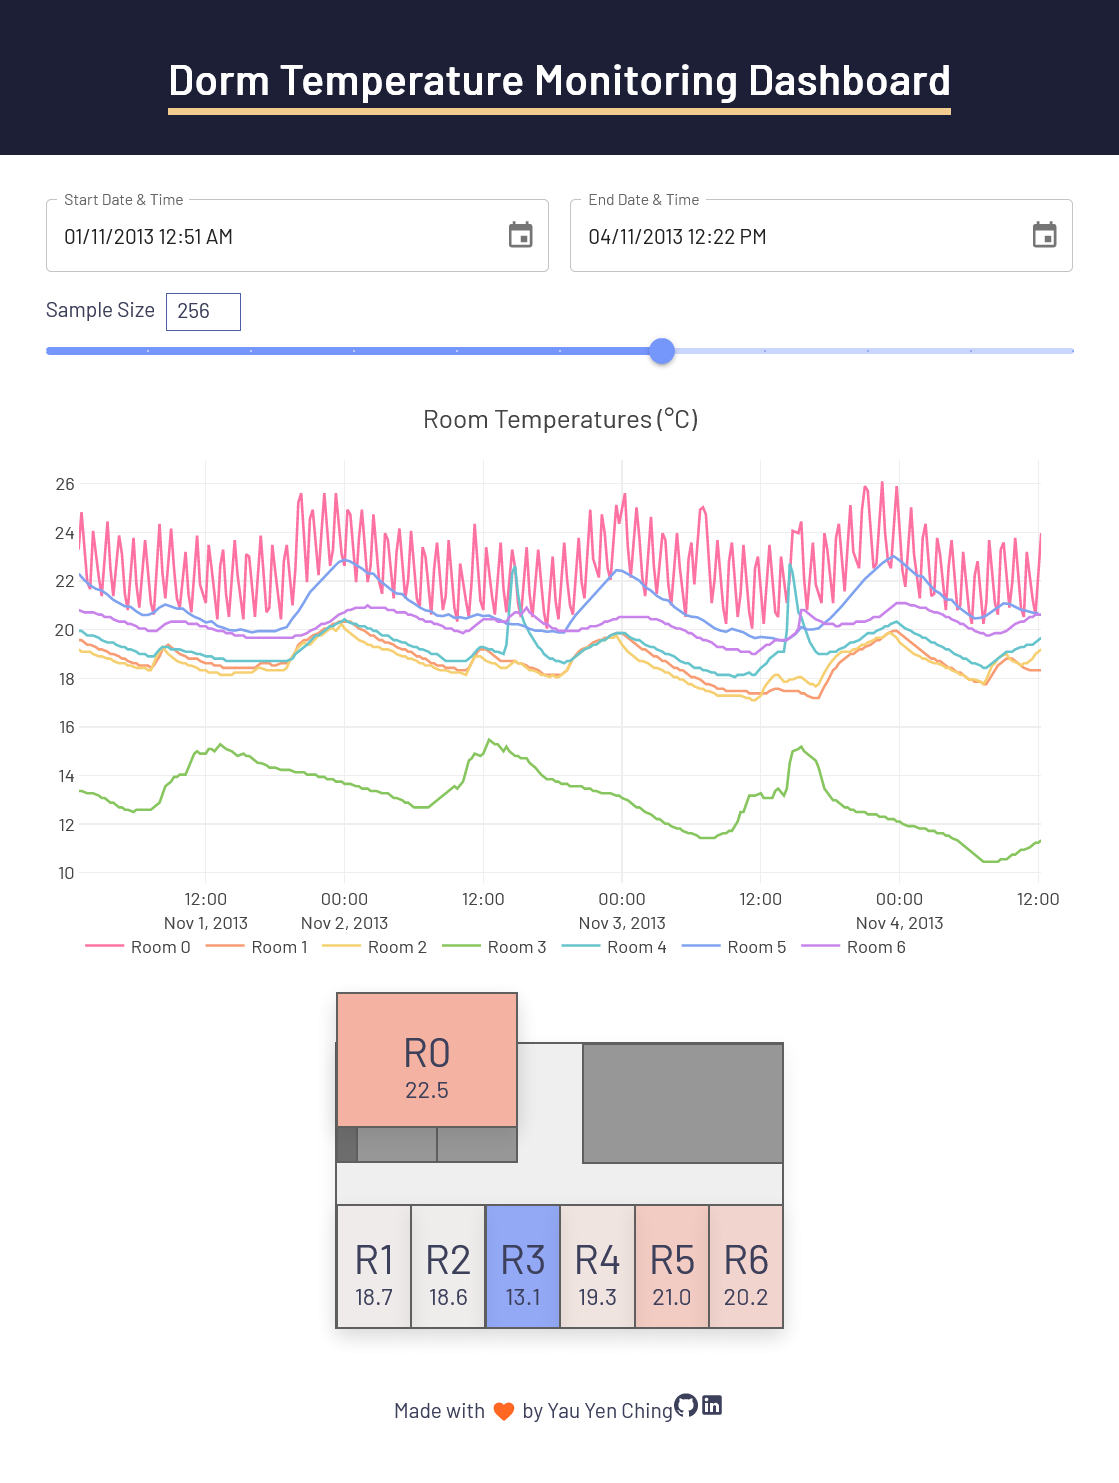 Dorm Temperature Monitoring Dashboard
Start Date & Time
01/11/2013 12:51 AM
End Date & Time
04/11/2013 12:22 PM
Sample Size 256
Room Temperatures (°C)
26
24
22
20
18
16
14
12
10
12:00 00:00 12:00 00:00 12:00 00:00 12:00
Nov 1, 2013 Nov 2, 2013 Nov 3, 2013 Nov 4, 2013
Room 0 Room 1 Room 2 Room 3 Room 4 Room 5 Room 6
R0
22.5
R1 R2 R3 R4 R5 R6
18.7 18.6 13.1 19.3 21.0 20.2
Made with by Yau Yen Ching in